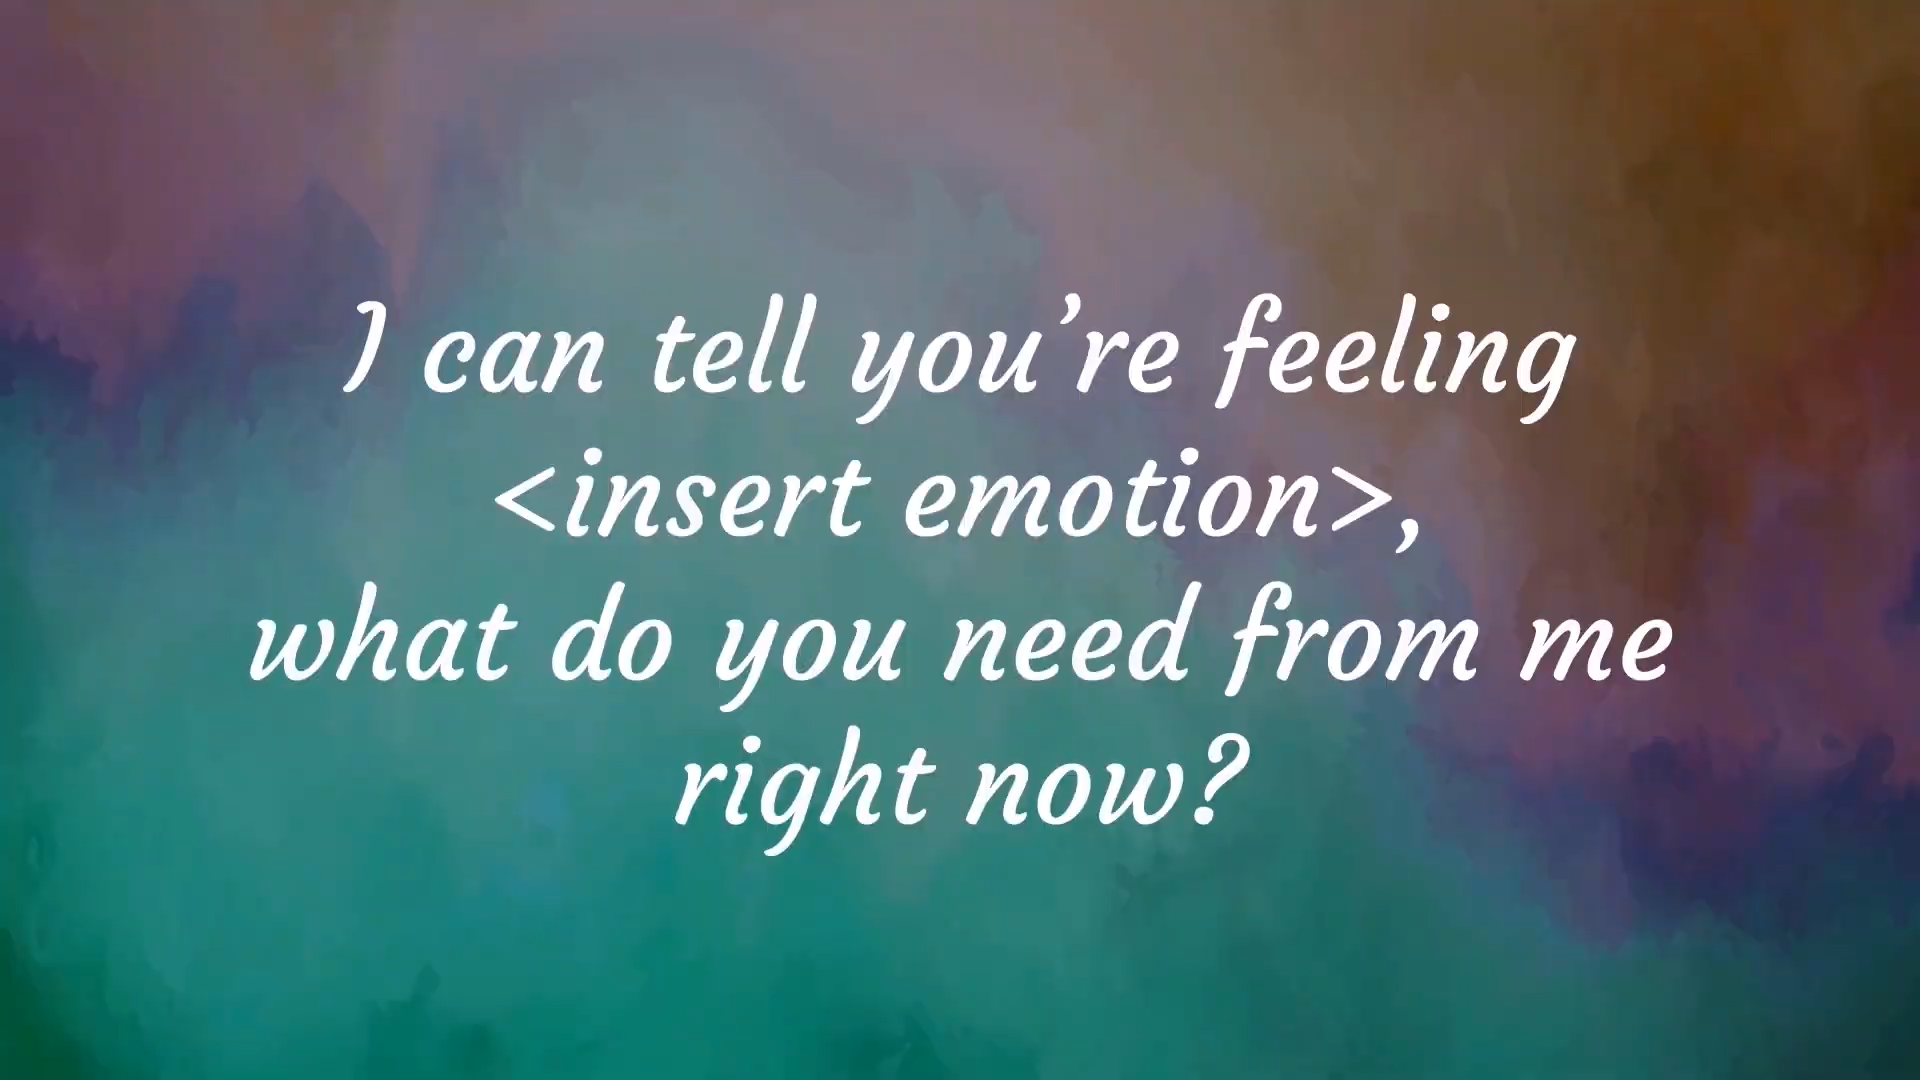 I can tell you’re feeling
<insert emotion>,
what do you need from me
right now?